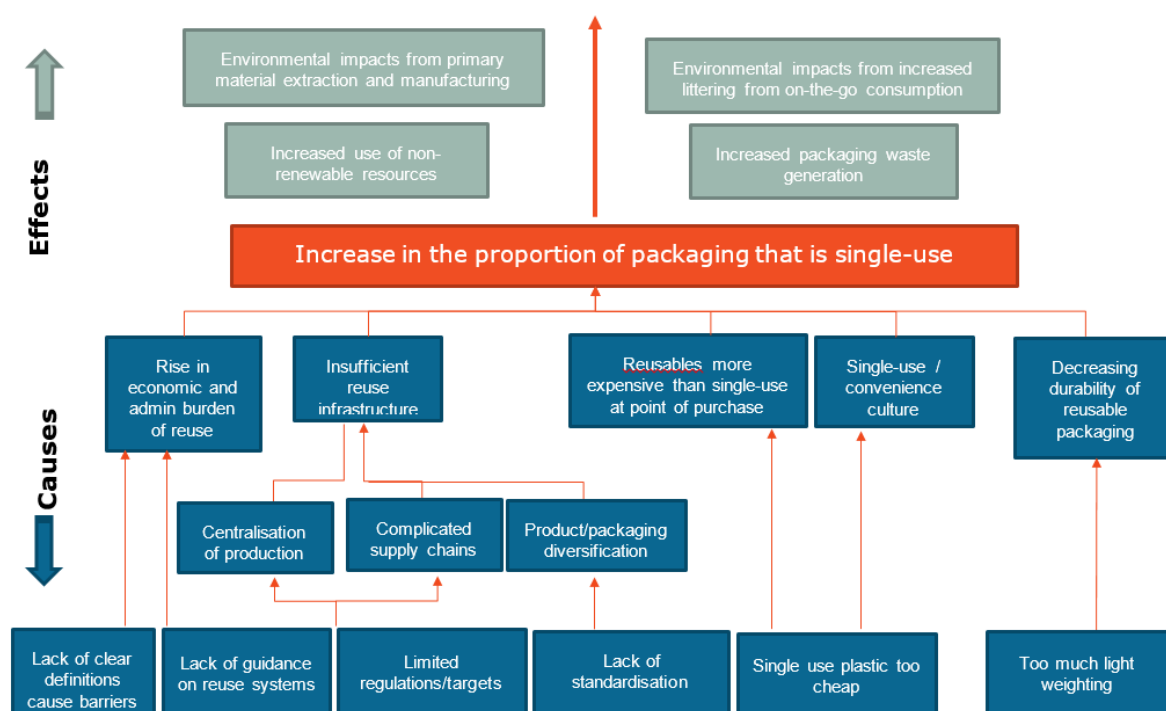 Environmental impacts from primary
material extraction and manufacturing
Environmental impacts from increased
littering from on-the-go consumption
Increased use of non-
renewable resources
Increased packaging waste
generation
Effects
Increase in the proportion of packaging that is single-use
Rise in
economic and
admin burden
of reuse
Insufficient
reuse
infrastructure
Reusables more
expensive than single-use
at point of purchase
Single-use /
convenience
culture
Decreasing
durability of
reusable
packaging
Causes
Centralisation
of production
Complicated
supply chains
Product/packaging
diversification
Lack of clear
definitions
cause barriers
Lack of guidance
on reuse systems
Limited
regulations/targets
Lack of
standardisation
Single use plastic too
cheap
Too much light
weighting